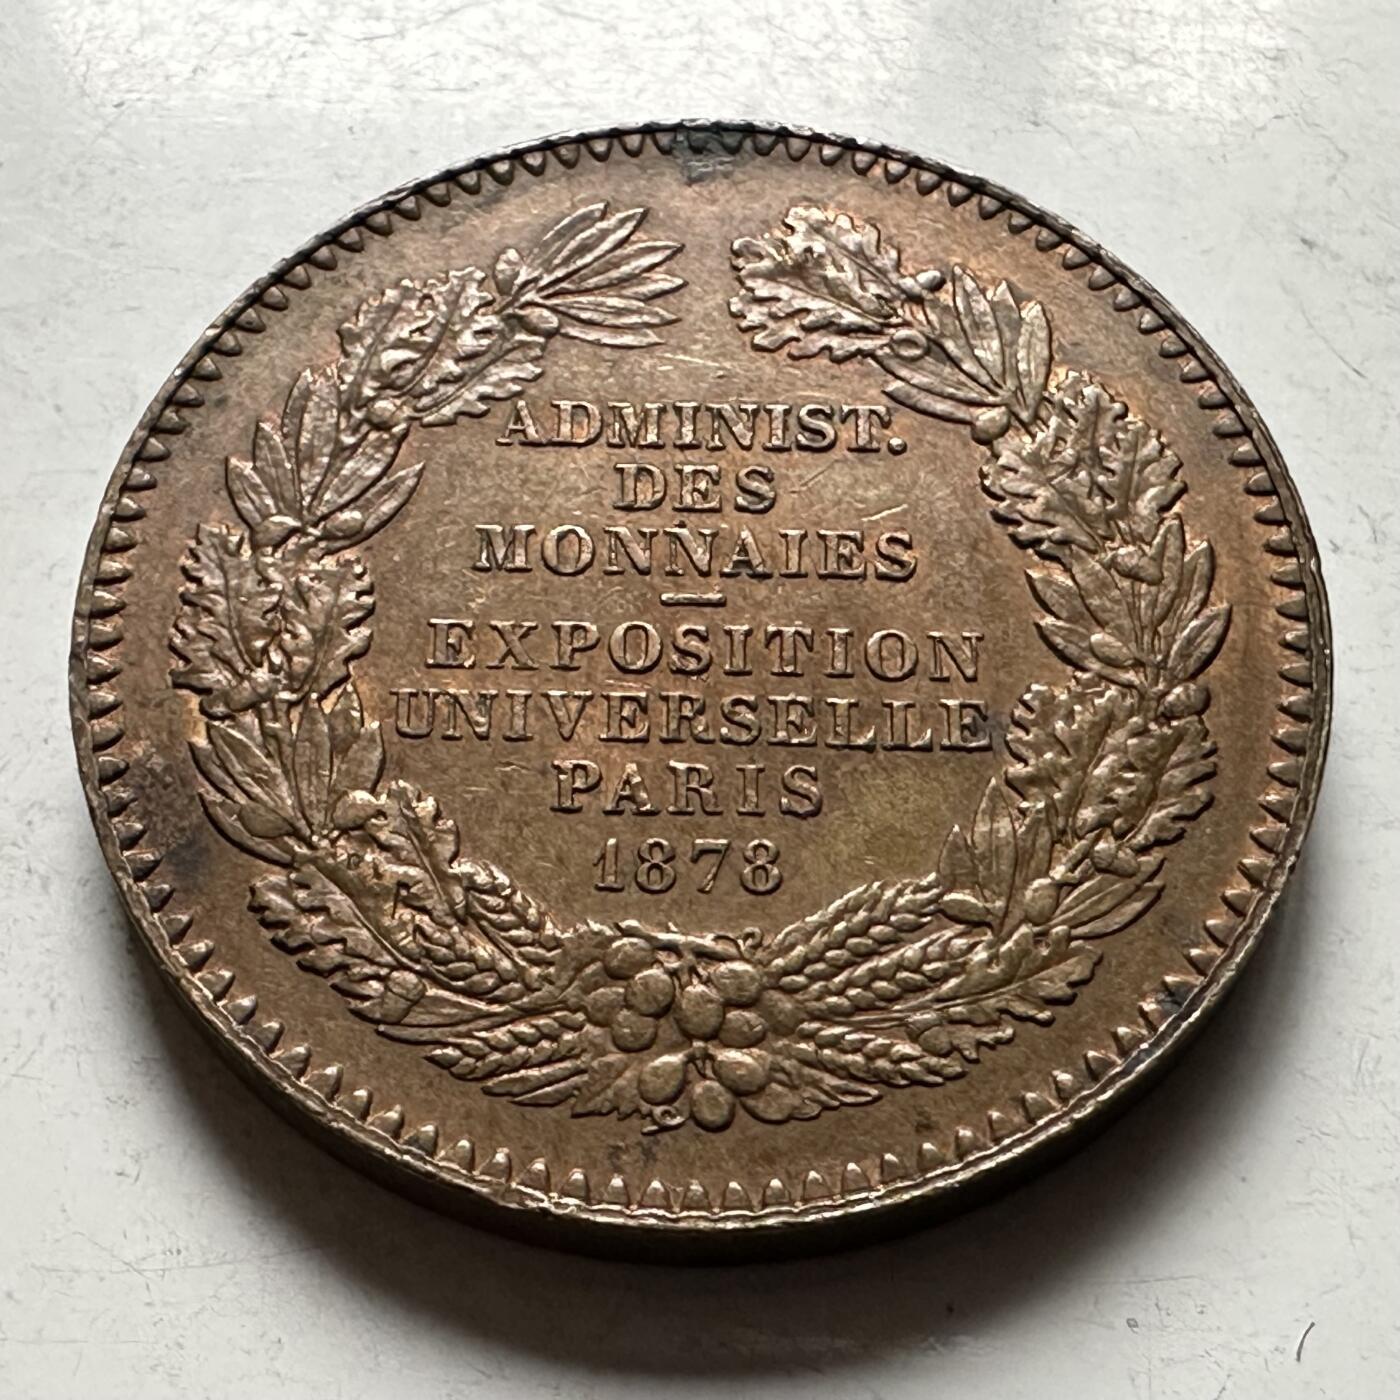 ADMINIST.
DES
MONNAIES
—
EXPOSITION
UNIVERSELLE
PARIS
1878